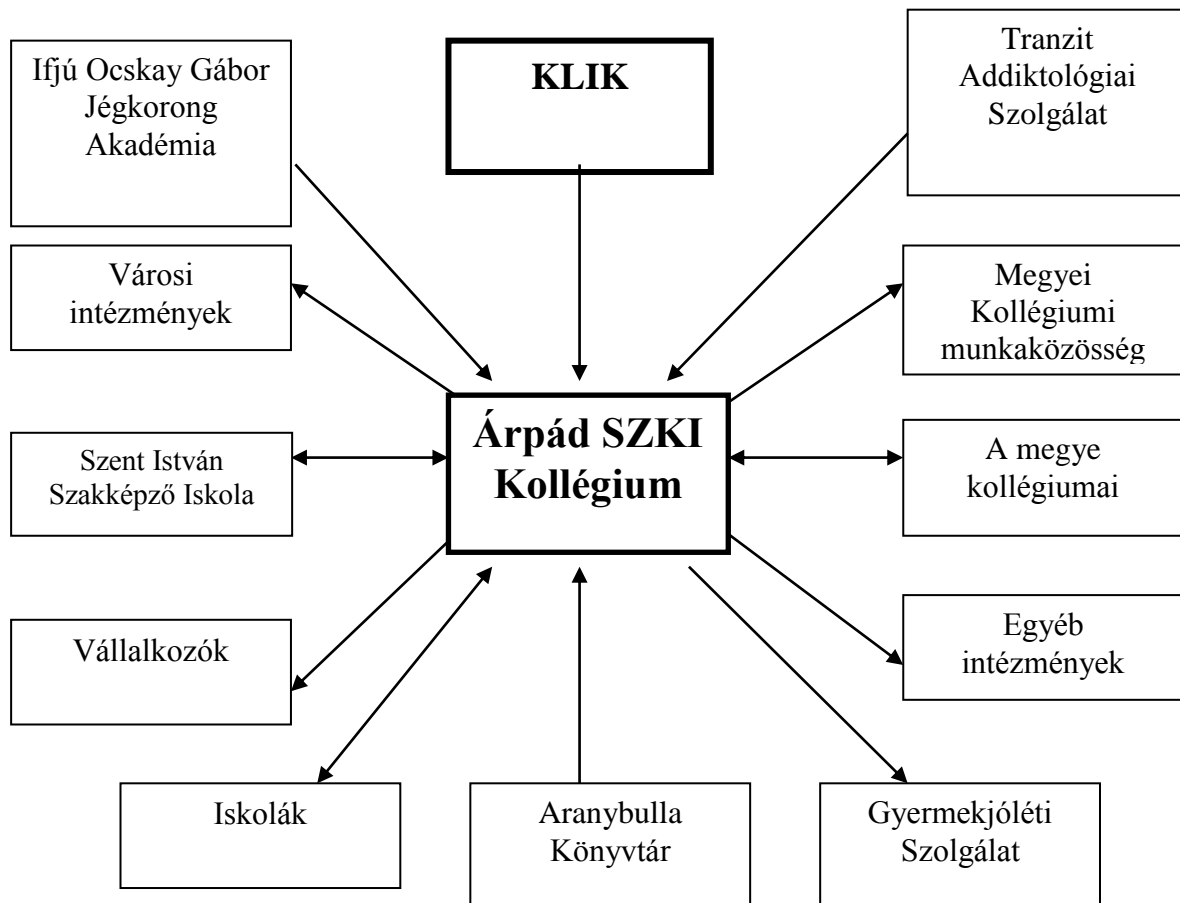 Ifjú Ocskay Gábor
Jégkorong
Akadémia
KLIK
Tranzit
Addiktológiai
Szolgálat
Városi
intézmények
Megyei
Kollégiumi
munkaközösség
Árpád SZKI
Kollégium
Szent István
Szakképző Iskola
A megye
kollégiumai
Vállalkozók
Egyéb
intézmények
Iskolák
Aranybulla
Könyvtár
Gyermekjóléti
Szolgálat